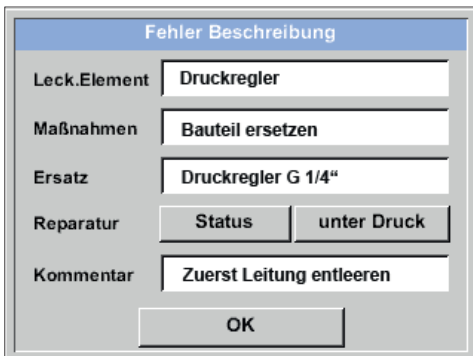 Fehler Beschreibung
Leck.Element Druckregler
Maßnahmen Bauteil ersetzen
Ersatz Druckregler G 1/4“
Reparatur Status unter Druck
Kommentar Zuerst Leitung entleeren
OK